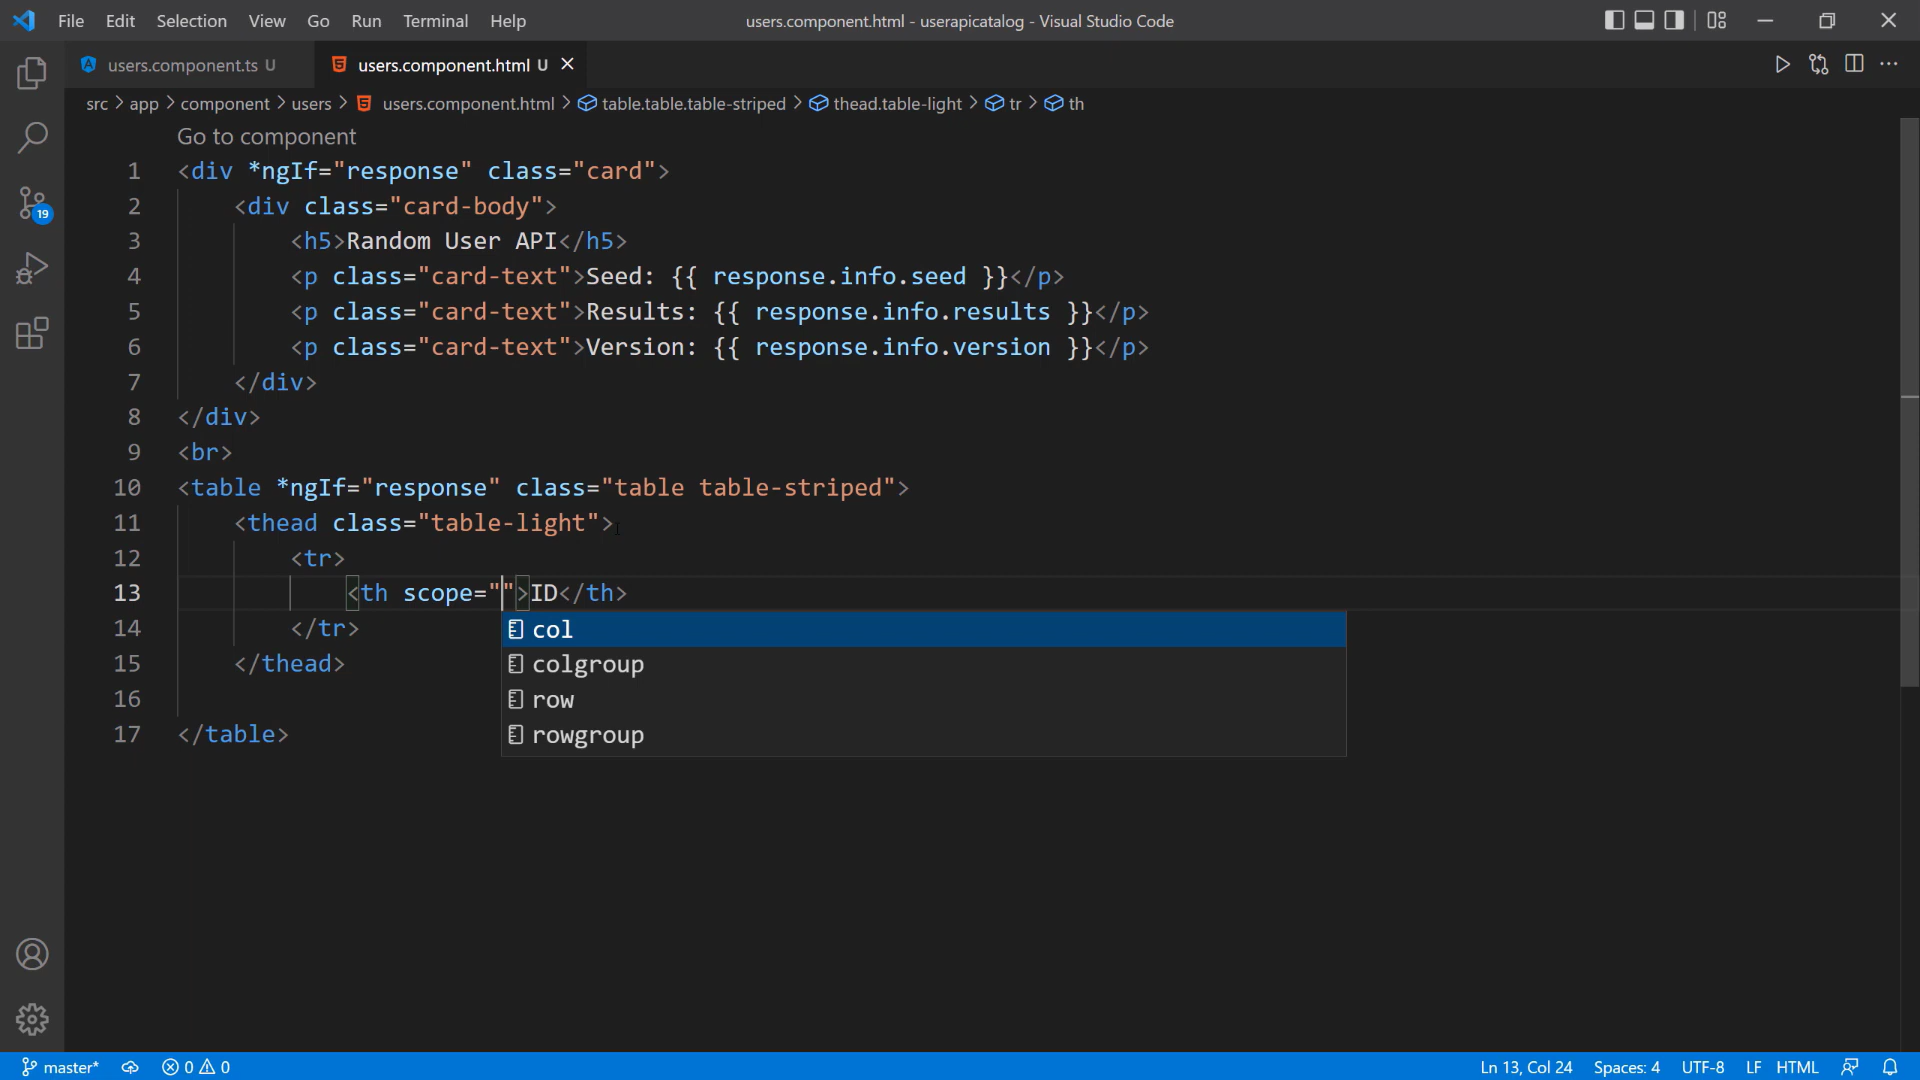 File Edit Selection View Go Run Terminal Help users.component.html - userapicatalog - Visual Studio Code
users.component.ts U users.component.html U
src > app > component > users > users.component.html > table.table.table-striped > thead.table-light > tr > th
Go to component
1 <div *ngIf="response" class="card">
2 <div class="card-body">
3 <h5>Random User API</h5>
4 <p class="card-text">Seed: {{ response.info.seed }}</p>
5 <p class="card-text">Results: {{ response.info.results }}</p>
6 <p class="card-text">Version: {{ response.info.version }}</p>
7 </div>
8 </div>
9 <br>
10 <table *ngIf="response" class="table table-striped">
11 <thead class="table-light">
12 <tr>
13 <th scope="">ID</th>
14 </tr>
15 </thead>
16
17 </table>
col
colgroup
row
rowgroup
19
master* 0 0 Ln 13, Col 24 Spaces: 4 UTF-8 LF HTML